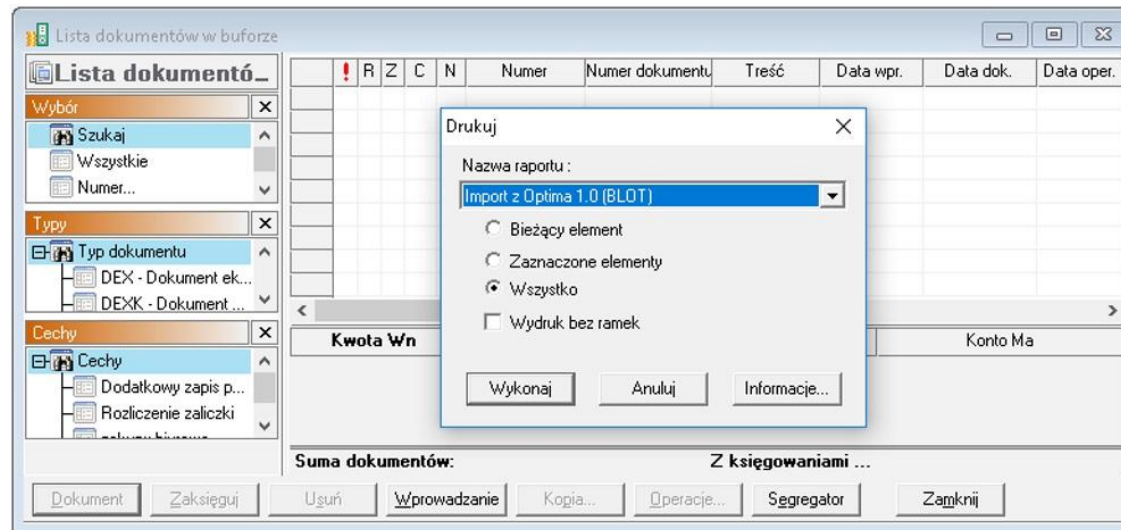 Lista dokumentów w buforze
Lista dokumentó_
Wybór
Szukaj
Wszystkie
Numer...
Typy
Typ dokumentu
DEX - Dokument ek...
DEXK - Dokument ...
Cechy
Cechy
Dodatkowy zapis p...
Rozliczenie zaliczki
! R Z C N Numer Numer dokumentu Treść Data wpr. Data dok. Data oper.
Drukuj
Nazwa raportu :
Import z Optima 1.0 (BLOT)
Bieżący element
Zaznaczone elementy
Wszystko
Wydruk bez ramek
Wykonaj Anuluj Informacje...
Kwota Wn Konto Ma
Suma dokumentów: Z księgowaniami ...
Dokument Zaksięguj Usuń Wprowadzanie Kopia... Operacje... Segregator Zamknij